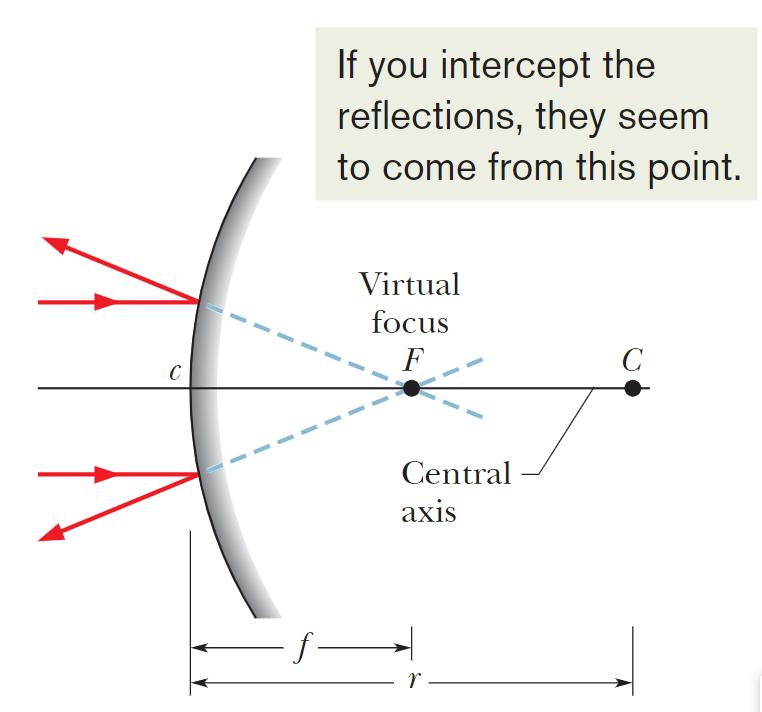 If you intercept the
reflections, they seem
to come from this point.
Virtual
focus
F
C
c
Central
axis
f
r